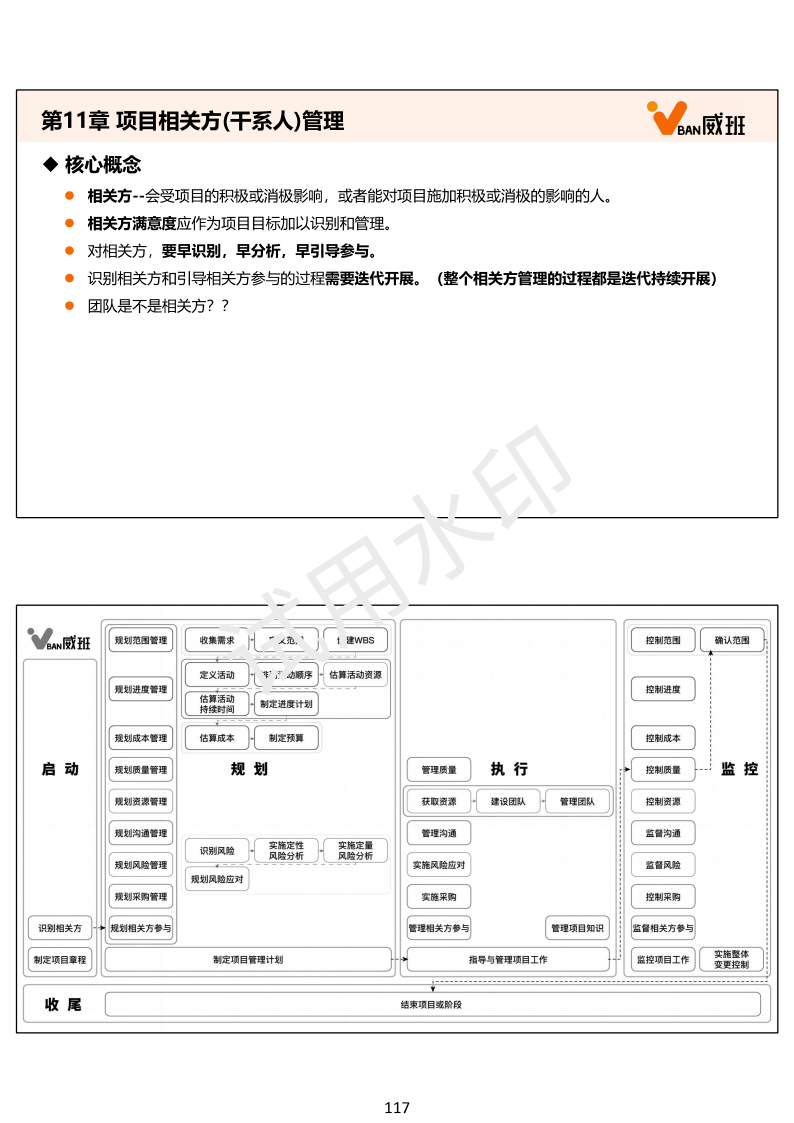 第11章 项目相关方(干系人)管理
BAN威班
◆ 核心概念
相关方--会受项目的积极或消极影响，或者能对项目施加积极或消极的影响的人。
相关方满意度应作为项目目标加以识别和管理。
对相关方，要早识别，早分析，早引导参与。
识别相关方和引导相关方参与的过程需要迭代开展。（整个相关方管理的过程都是迭代持续开展）
团队是不是相关方？？
试用水印
BAN威班
启 动
识别相关方
制定项目章程
规划范围管理
规划进度管理
规划成本管理
规划质量管理
规划资源管理
规划沟通管理
规划风险管理
规划采购管理
规划相关方参与
收集需求
定义范围
创建WBS
定义活动
排列活动顺序
估算活动资源
估算活动
持续时间
制定进度计划
估算成本
制定预算
规 划
识别风险
实施定性
风险分析
实施定量
风险分析
规划风险应对
制定项目管理计划
管理质量
执 行
获取资源
建设团队
管理团队
管理沟通
实施风险应对
实施采购
管理相关方参与
管理项目知识
指导与管理项目工作
控制范围
确认范围
控制进度
控制成本
控制质量
监 控
控制资源
监督沟通
监督风险
控制采购
监督相关方参与
监控项目工作
实施整体
变更控制
收 尾
结束项目或阶段
117